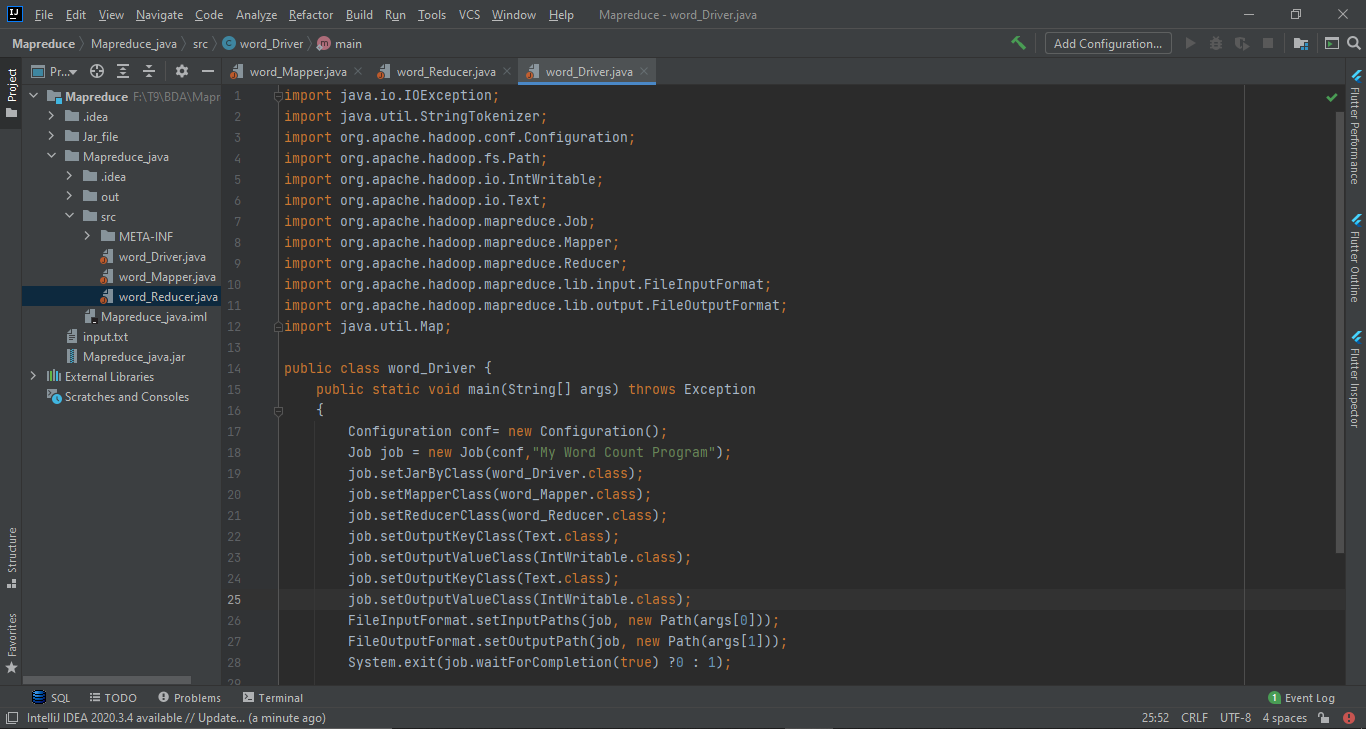 File Edit View Navigate Code Analyze Refactor Build Run Tools VCS Window Help Mapreduce - word_Driver.java
Mapreduce Mapreduce_java src word_Driver main Add Configuration...
Pr... word_Mapper.java word_Reducer.java word_Driver.java
Project
Structure
Favorites
Mapreduce F:\T9\BDA\Mapr
.idea
Jar_file
Mapreduce_java
.idea
out
src
META-INF
word_Driver.java
word_Mapper.java
word_Reducer.java
Mapreduce_java.iml
input.txt
Mapreduce_java.jar
External Libraries
Scratches and Consoles
1 import java.io.IOException;
2 import java.util.StringTokenizer;
3 import org.apache.hadoop.conf.Configuration;
4 import org.apache.hadoop.fs.Path;
5 import org.apache.hadoop.io.IntWritable;
6 import org.apache.hadoop.io.Text;
7 import org.apache.hadoop.mapreduce.Job;
8 import org.apache.hadoop.mapreduce.Mapper;
9 import org.apache.hadoop.mapreduce.Reducer;
10 import org.apache.hadoop.mapreduce.lib.input.FileInputFormat;
11 import org.apache.hadoop.mapreduce.lib.output.FileOutputFormat;
12 import java.util.Map;
13
14 public class word_Driver {
15 public static void main(String[] args) throws Exception
16 {
17 Configuration conf= new Configuration();
18 Job job = new Job(conf,"My Word Count Program");
19 job.setJarByClass(word_Driver.class);
20 job.setMapperClass(word_Mapper.class);
21 job.setReducerClass(word_Reducer.class);
22 job.setOutputKeyClass(Text.class);
23 job.setOutputValueClass(IntWritable.class);
24 job.setOutputKeyClass(Text.class);
25 job.setOutputValueClass(IntWritable.class);
26 FileInputFormat.setInputPaths(job, new Path(args[0]));
27 FileOutputFormat.setOutputPath(job, new Path(args[1]));
28 System.exit(job.waitForCompletion(true) ?0 : 1);
29
Flutter Performance
Flutter Outline
Flutter Inspector
SQL TODO Problems Terminal 1 Event Log
IntelliJ IDEA 2020.3.4 available // Update... (a minute ago) 25:52 CRLF UTF-8 4 spaces